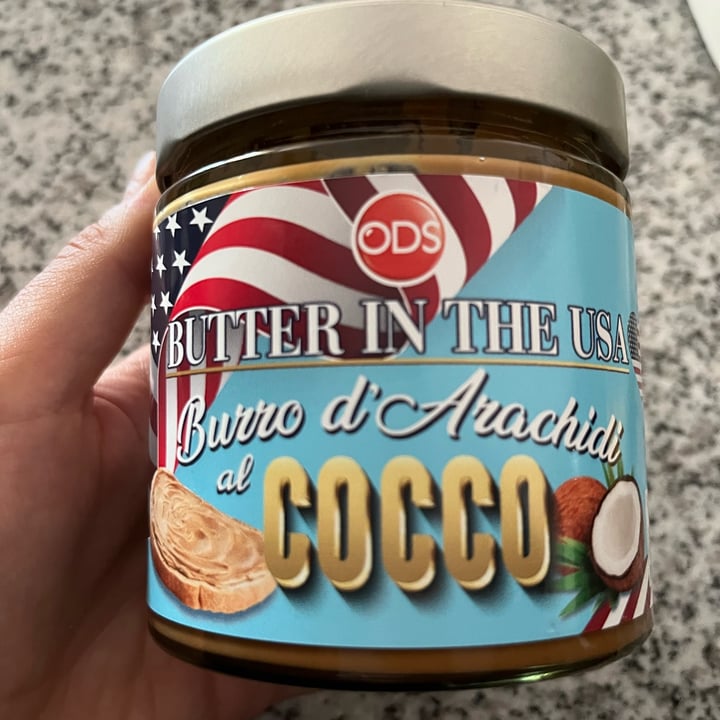 ODS
BUTTER IN THE USA
Burro d'Arachidi
al COCCO